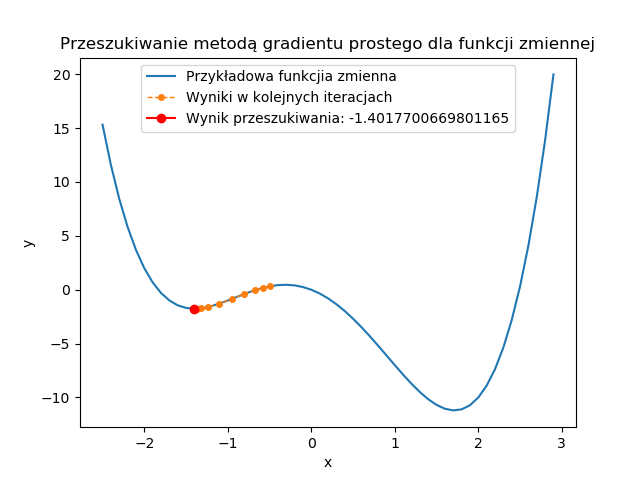 Przeszukiwanie metodą gradientu prostego dla funkcji zmiennej
Przykładowa funkcjia zmienna
Wyniki w kolejnych iteracjach
Wynik przeszukiwania: -1.4017700669801165
20
15
10
5
0
−5
−10
y
−2
−1
0
1
2
3
x